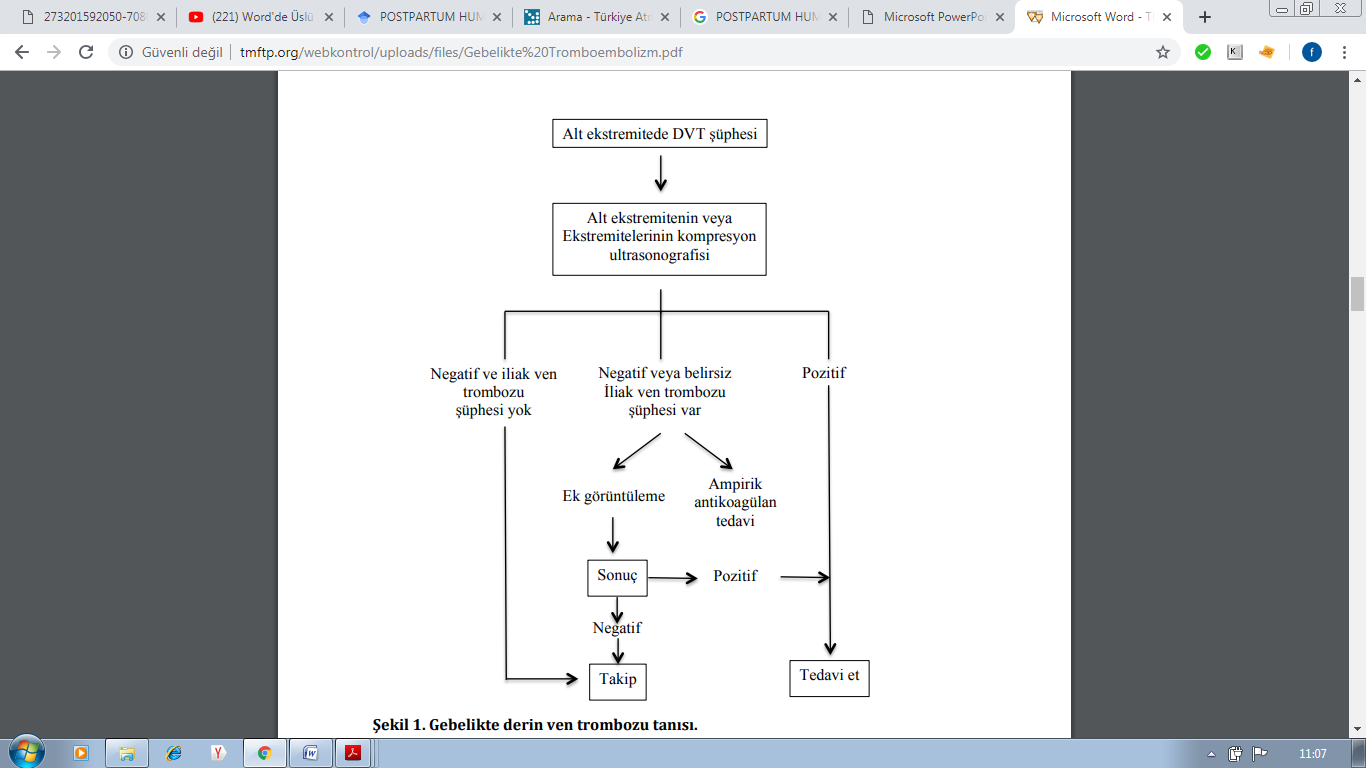 273201592050-708
(221) Word'de Üslü
POSTPARTUM HUM
Arama - Türkiye Atı
POSTPARTUM HUM
Microsoft PowerPoi
Microsoft Word - T
Güvenli değil
tmftp.org/webkontrol/uploads/files/Gebelikte%20Tromboembolizm.pdf
K
f
Alt ekstremitede DVT şüphesi
Alt ekstremitenin veya
Ekstremitelerinin kompresyon
ultrasonografisi
Negatif ve iliak ven
trombozu
şüphesi yok
Negatif veya belirsiz
İliak ven trombozu
şüphesi var
Pozitif
Ek görüntüleme
Ampirik
antikoagülan
tedavi
Sonuç
Pozitif
Negatif
Takip
Tedavi et
Şekil 1. Gebelikte derin ven trombozu tanısı.
11:07